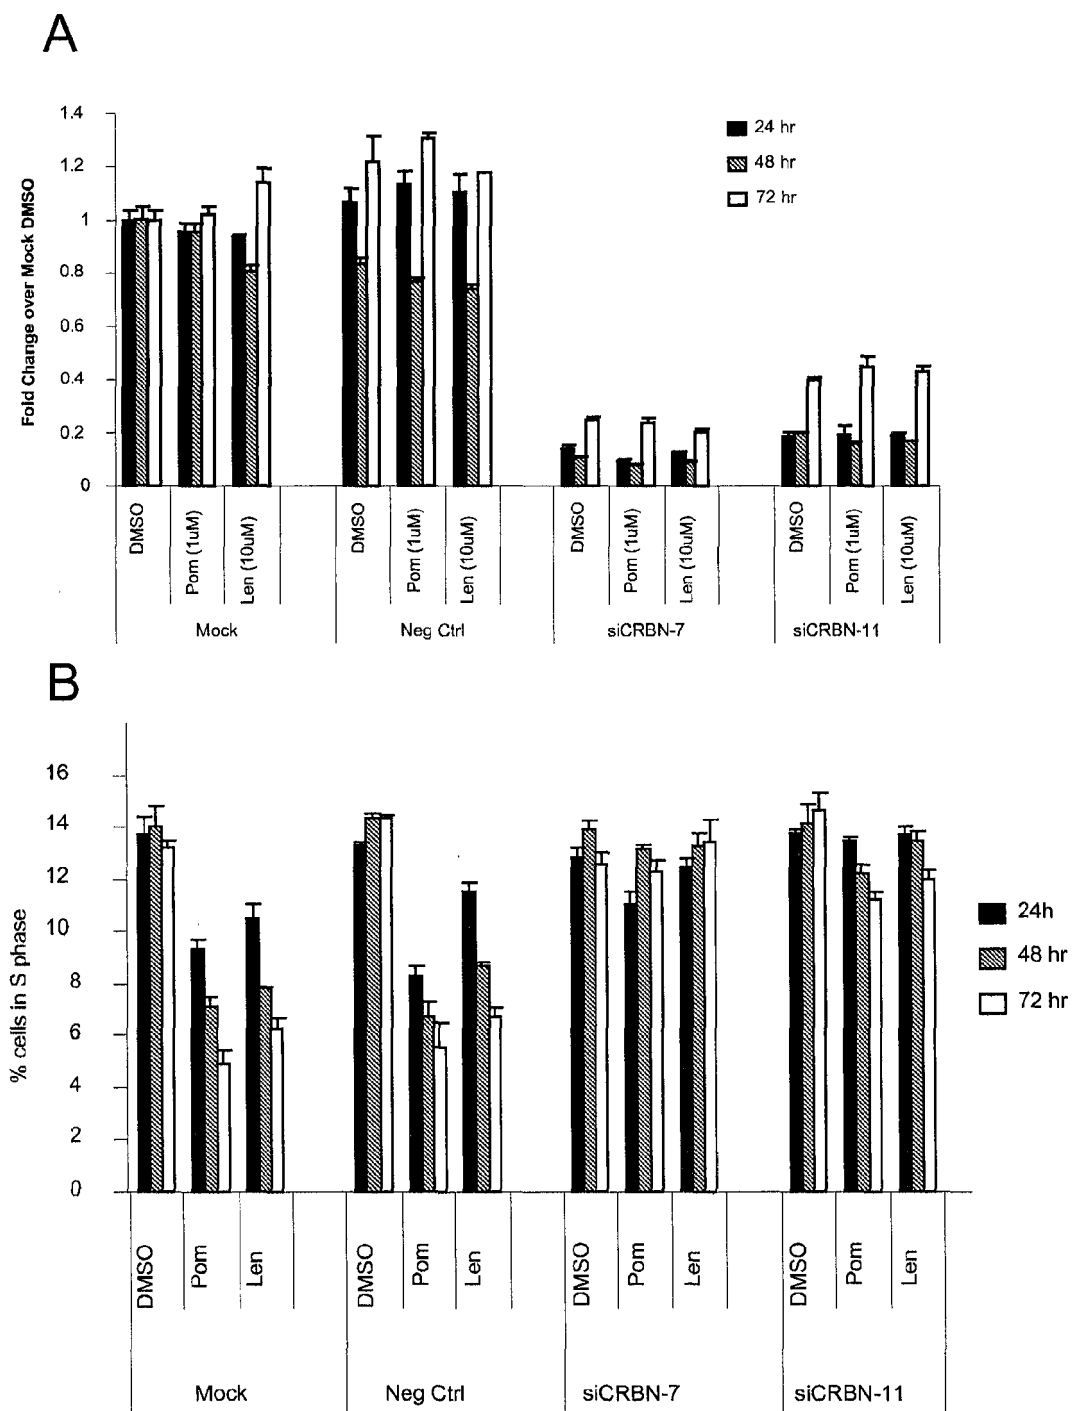 A
Fold Change over Mock DMSO
1.4
1.2
1
0.8
0.6
0.4
0.2
0
24 hr
48 hr
72 hr
DMSO
Pom (1uM)
Len (10uM)
DMSO
Pom (1uM)
Len (10uM)
DMSO
Pom (1uM)
Len (10uM)
DMSO
Pom (1uM)
Len (10uM)
Mock
Neg Ctrl
siCRBN-7
siCRBN-11
B
% cells in S phase
16
14
12
10
8
6
4
2
0
24h
48 hr
72 hr
DMSO
Pom
Len
DMSO
Pom
Len
DMSO
Pom
Len
DMSO
Pom
Len
Mock
Neg Ctrl
siCRBN-7
siCRBN-11